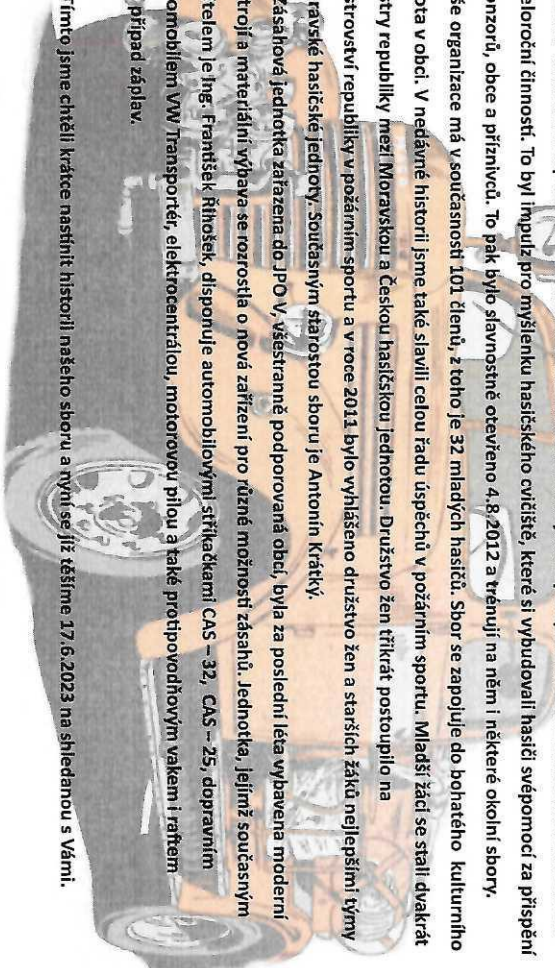 eloroční činností. To byl impulz pro myšlenku hasičského cvičiště, které si vybudovali hasiči svépomocí za přispění
onzorů, obce a příznivců. To pak bylo slavnostně otevřeno 4.8.2012 a trénují na něm i některé okolní sbory.
še organizace má v současnosti 101 členů, z toho je 32 mladých hasičů. Sbor se zapojuje do bohatého kulturního
ota v obci. V nedávné historii jsme také slavili celou řadu úspěchů v požárním sportu. Mladší žáci se stali dvakrát
stry republiky mezi Moravskou a Českou hasičskou jednotou. Družstvo žen třikrát postoupilo na
strovství republiky v požárním sportu a v roce 2011 bylo vyhlášeno družstvo žen a starších žáků nejlepšími týmy
ravské hasičské jednoty. Současným starostou sboru je Antonín Krátký.
Zásahová jednotka zařazena do JPO V, všestranně podporovaná obcí, byla za poslední léta vybavena moderní
trojí a materiální výbava se rozrostla o nová zařízení pro různé možnosti zásahů. Jednotka, jejímž současným
telem je Ing. František Říhošek, disponuje automobilovými stříkačkami CAS – 32, CAS – 25, dopravním
omobilem VW Transportér, elektrocentrálou, motorovou pilou a také protipovodňovým vakem i raftem
případ záplav.
Tímto jsme chtěli krátce nastínit historii našeho sboru a nyní se již těšíme 17.6.2023 na shledanou s Vámi.